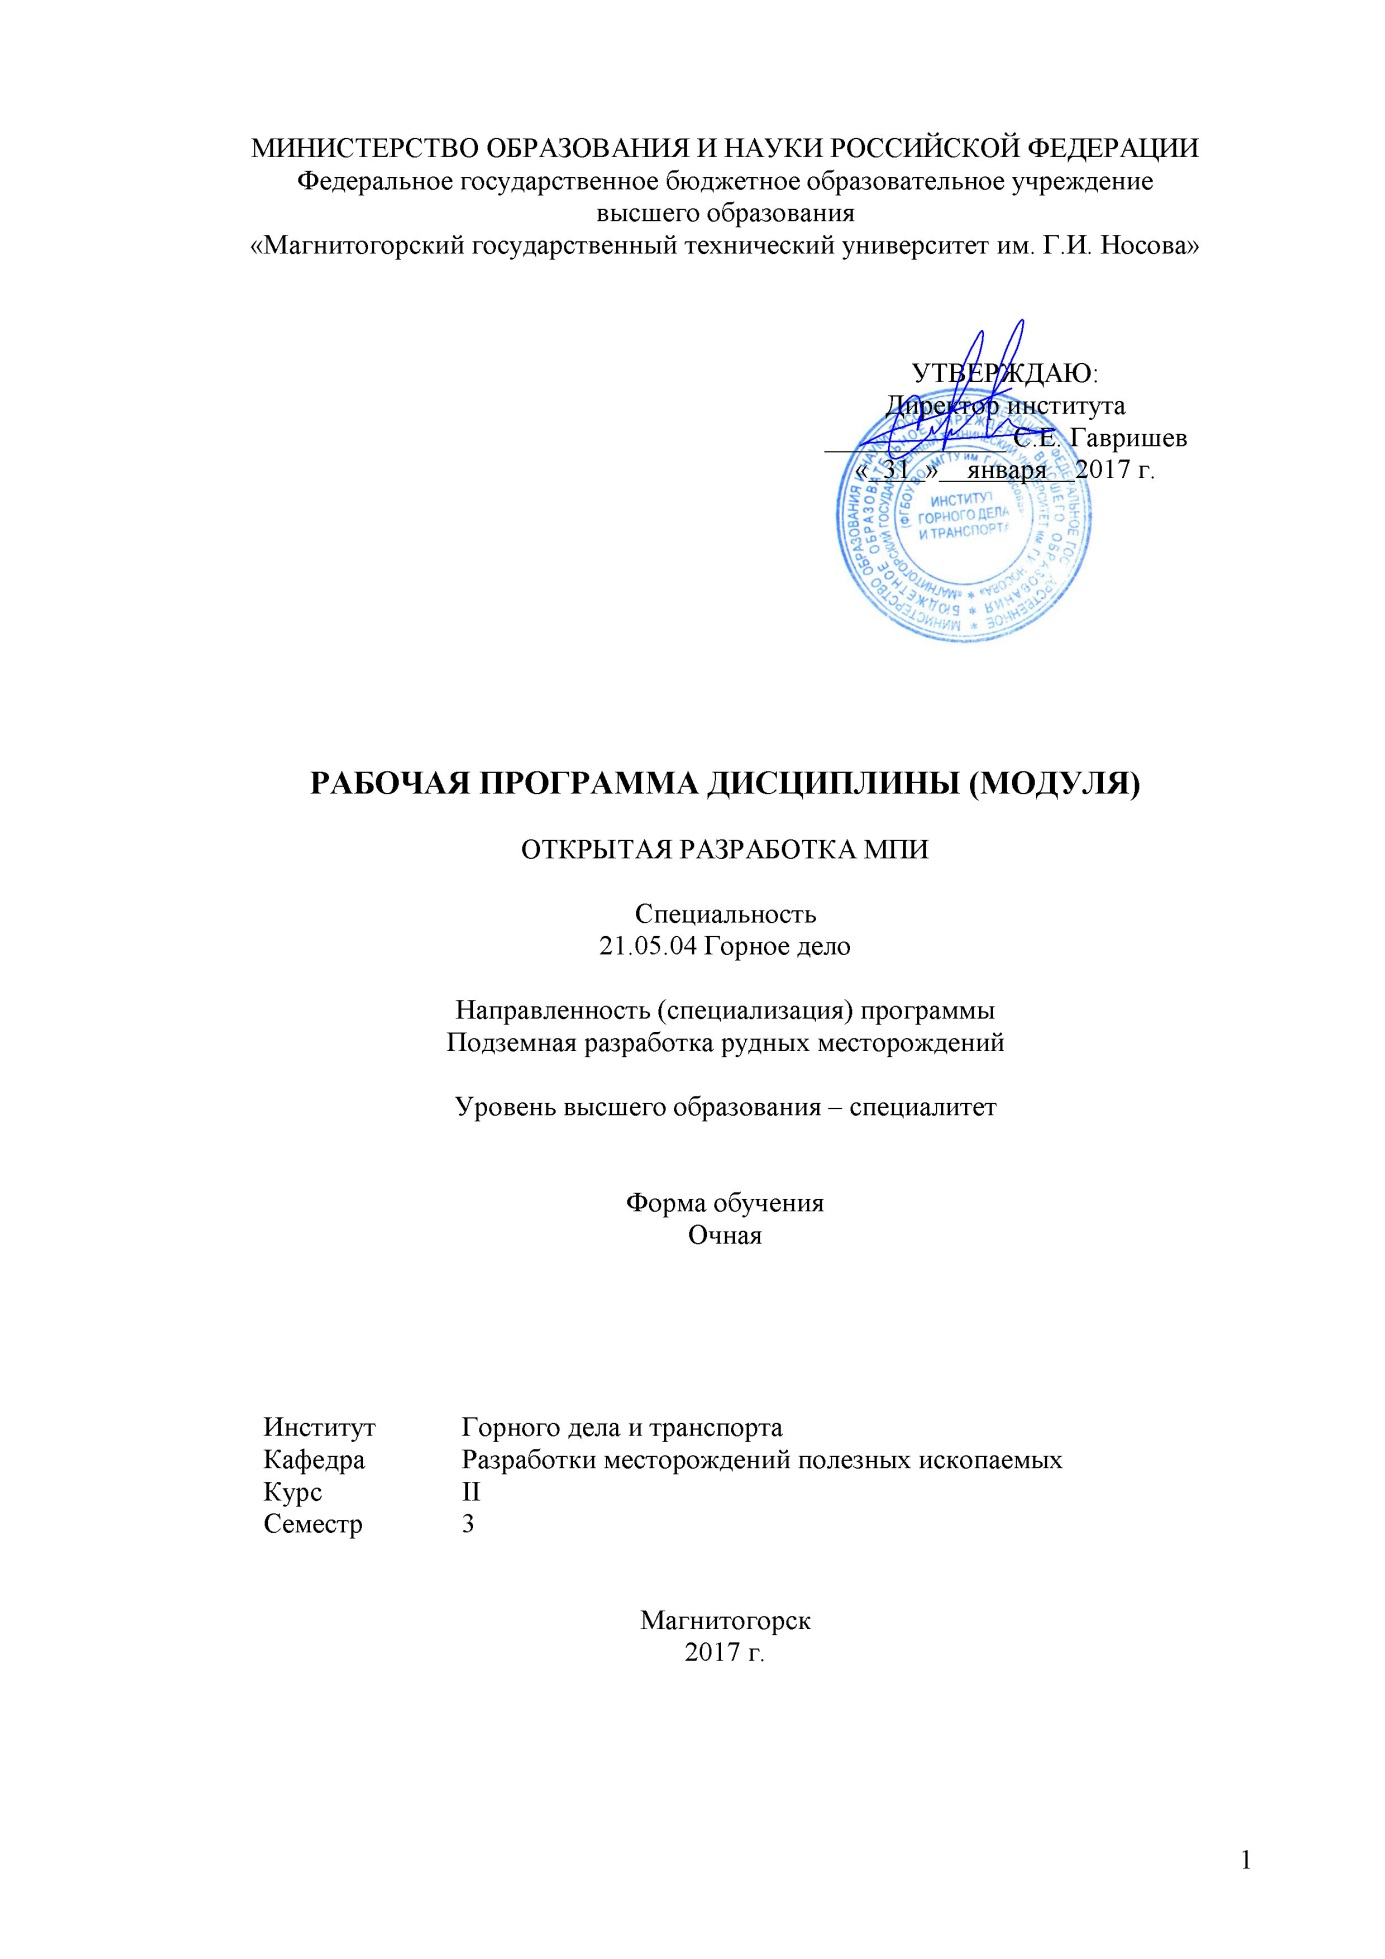 МИНИСТЕРСТВО ОБРАЗОВАНИЯ И НАУКИ РОССИЙСКОЙ ФЕДЕРАЦИИ
Федеральное государственное бюджетное образовательное учреждение
высшего образования
«Магнитогорский государственный технический университет им. Г.И. Носова»
УТВЕРЖДАЮ:
Директор института
_____________ С.Е. Гавришев
«_31_»__января__2017 г.
ИНСТИТУТ
ГОРНОГО ДЕЛА
И ТРАНСПОРТА
РАБОЧАЯ ПРОГРАММА ДИСЦИПЛИНЫ (МОДУЛЯ)
ОТКРЫТАЯ РАЗРАБОТКА МПИ
Специальность
21.05.04 Горное дело
Направленность (специализация) программы
Подземная разработка рудных месторождений
Уровень высшего образования – специалитет
Форма обучения
Очная
Институт Горного дела и транспорта
Кафедра Разработки месторождений полезных ископаемых
Курс II
Семестр 3
Магнитогорск
2017 г.
1